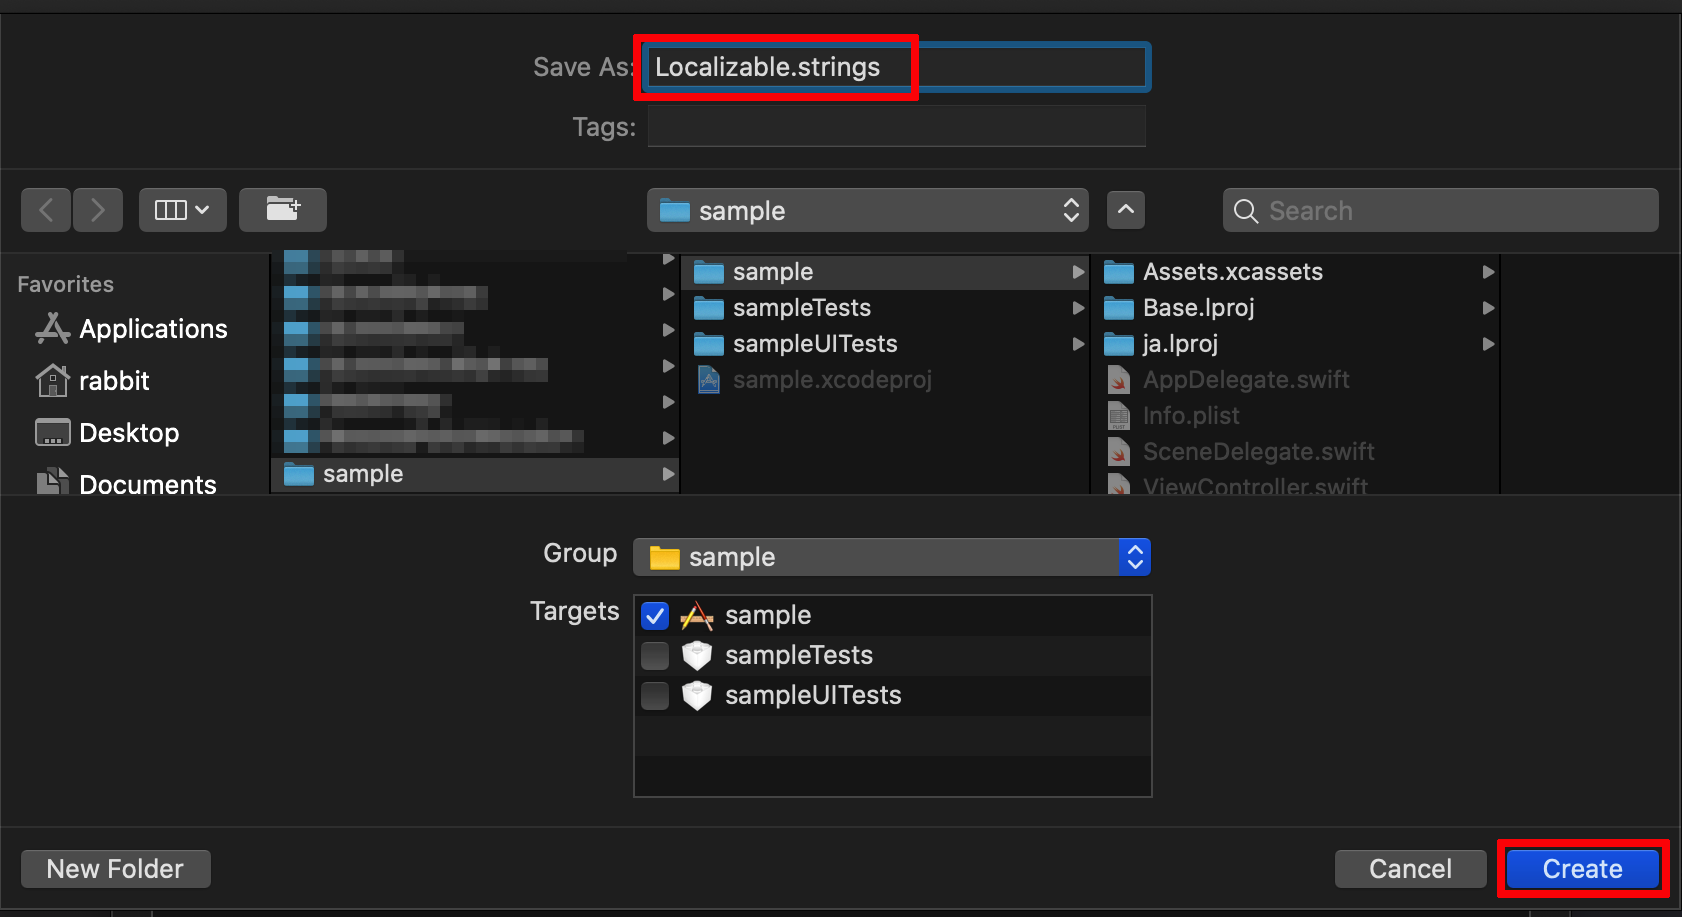 Save As: Localizable.strings
Tags:
sample
Search
Favorites
Applications
rabbit
Desktop
Documents
sample
sample
sampleTests
sampleUITests
sample.xcodeproj
Assets.xcassets
Base.lproj
ja.lproj
AppDelegate.swift
Info.plist
SceneDelegate.swift
ViewController.swift
Group sample
Targets
sample
sampleTests
sampleUITests
New Folder
Cancel
Create